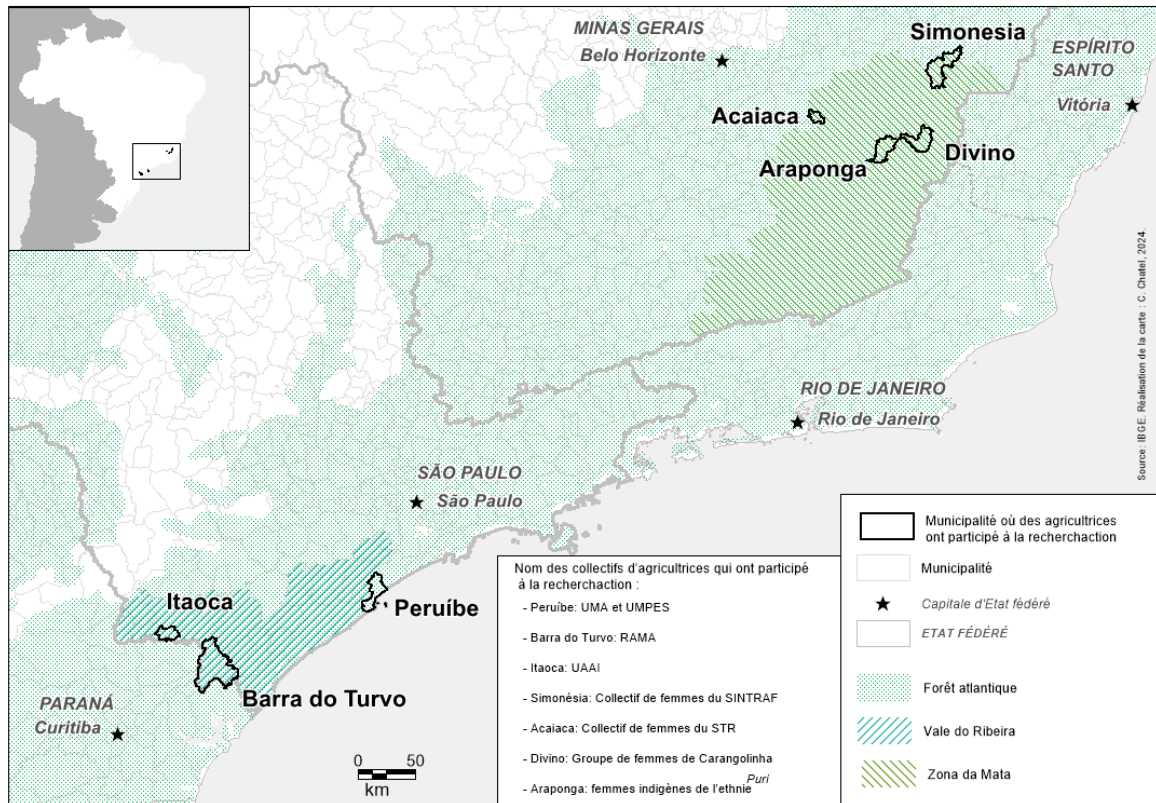 MINAS GERAIS
Belo Horizonte
Simonesia
ESPÍRITO
SANTO
Vitória
Acaiaca
Araponga
Divino
RIO DE JANEIRO
Rio de Janeiro
SÃO PAULO
São Paulo
Itaoca
Peruíbe
Barra do Turvo
PARANÁ
Curitiba
0 50
km
Source: IBGE. Réalisation de la carte : C. Chatel, 2024.
Nom des collectifs d'agricultrices qui ont participé
à la recherchaction :
- Peruíbe: UMA et UMPES
- Barra do Turvo: RAMA
- Itaoca: UAAI
- Simonésia: Collectif de femmes du SINTRAF
- Acaiaca: Collectif de femmes du STR
- Divino: Groupe de femmes de Carangolinha
- Araponga: femmes indigènes de l'ethnie Puri
Municipalité où des agricultrices
ont participé à la recherchaction
Municipalité
Capitale d'Etat fédéré
ETAT FÉDÉRÉ
Forêt atlantique
Vale do Ribeira
Zona da Mata